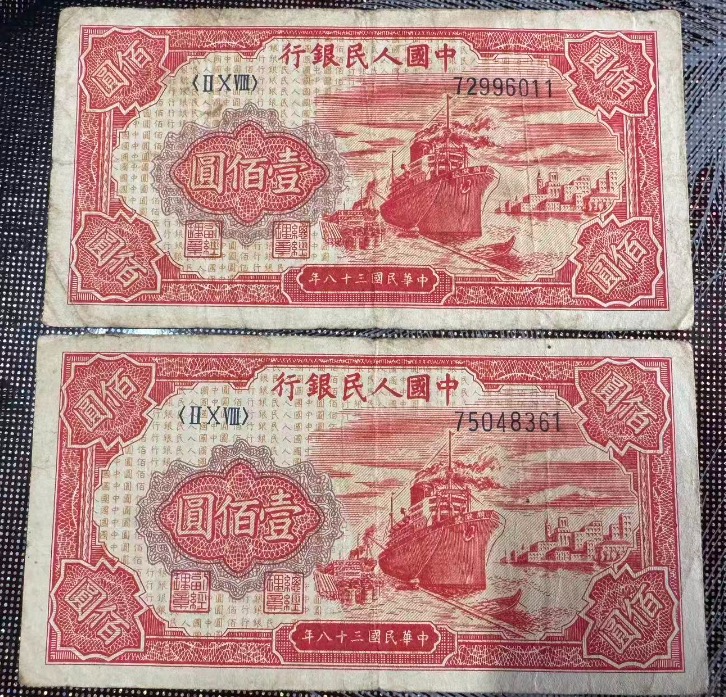 行銀民人國中
〈II X VIII〉
72996011
佰圓
佰圓
圓佰壹
佰圓
佰圓
年八十三國民華中
行銀民人國中
〈II X VIII〉
75048361
佰圓
佰圓
圓佰壹
佰圓
佰圓
年八十三國民華中